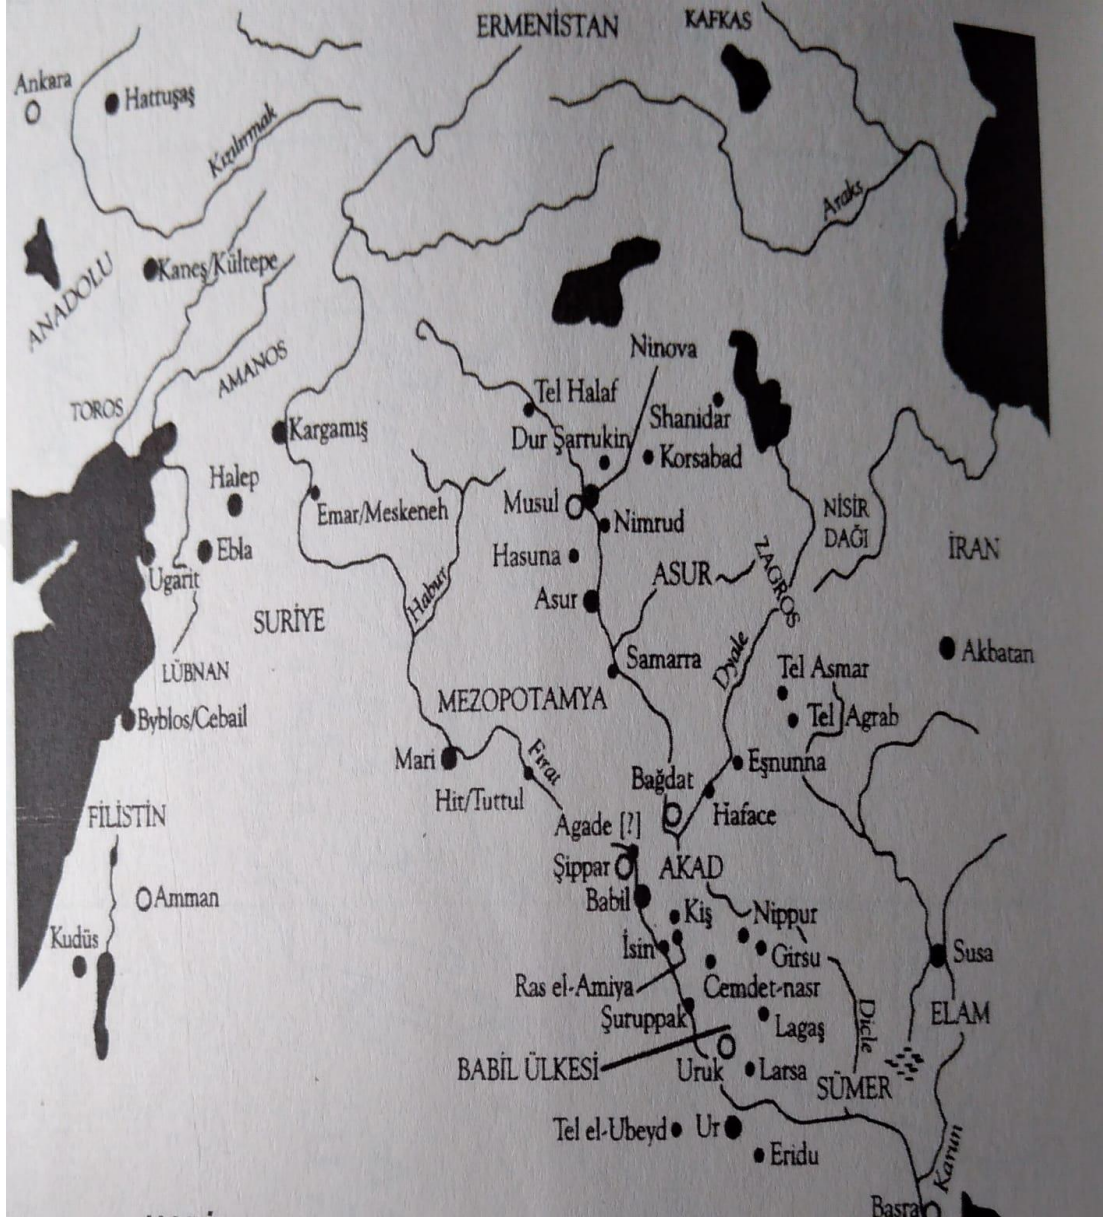 ERMENİSTAN
KAFKAS
Ankara
Hattuşaş
Kızılırmak
Araks
Kaneş/Kültepe
ANADOLU
AMANOS
TOROS
Ninova
Tel Halaf
Shanidar
Kargamış
Dur Şarrukin
Korsabad
Halep
Emar/Meskeneh
Musul
Nimrud
NİSİR
DAĞI
İRAN
Ebla
Hasuna
ZAGROS
Ugarit
ASUR
Habur
Asur
SURİYE
Samarra
Dyale
Akbatan
LÜBNAN
Tel Asmar
MEZOPOTAMYA
Byblos/Cebail
Tel Agrab
Mari
Fırat
Eşnunna
Bağdat
Hit/Tuttul
FİLİSTİN
Haface
Agade [?]
Şippar
AKAD
Amman
Babil
Kiş
Nippur
Kudüs
İsin
Girsu
Susa
Ras el-Amiya
Cemdet-nasr
Şuruppak
Lagaş
Dicle
ELAM
BABİL ÜLKESİ
Uruk
Larsa
SÜMER
Tel el-Ubeyd
Ur
Eridu
Karun
Basra